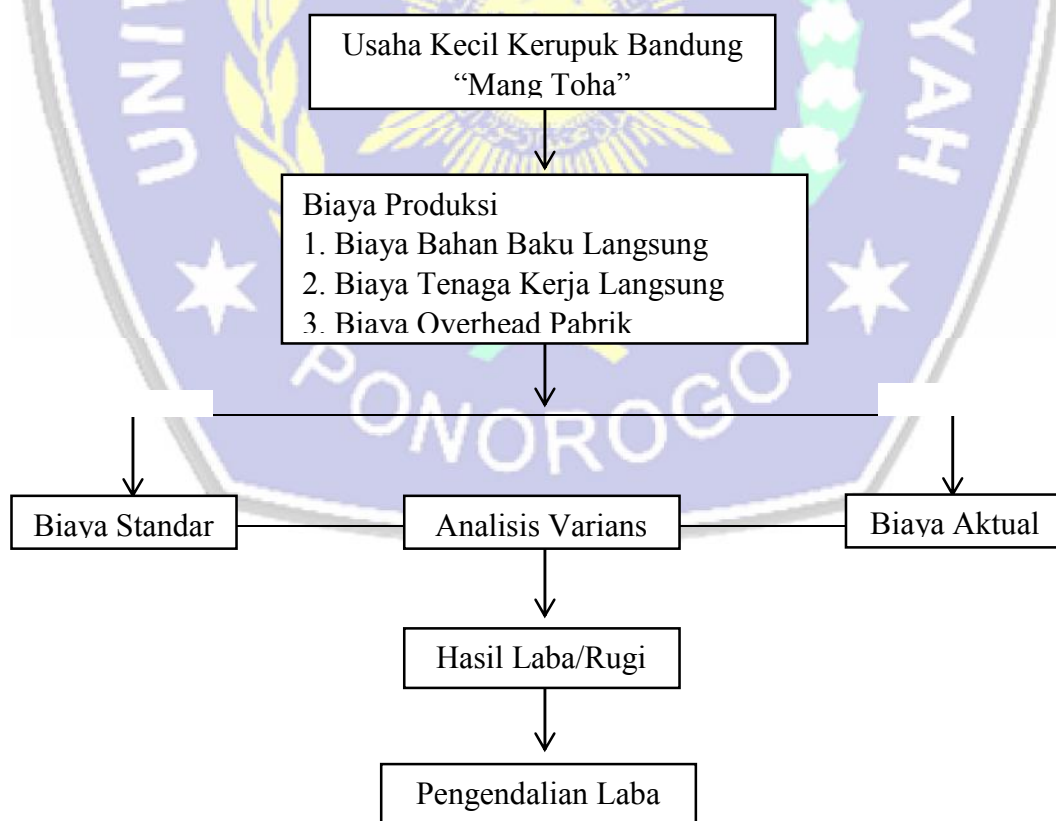 Usaha Kecil Kerupuk Bandung
“Mang Toha”
Biaya Produksi
1. Biaya Bahan Baku Langsung
2. Biaya Tenaga Kerja Langsung
3. Biaya Overhead Pabrik
PONOROGO
Biaya Standar
Analisis Varians
Biaya Aktual
Hasil Laba/Rugi
Pengendalian Laba